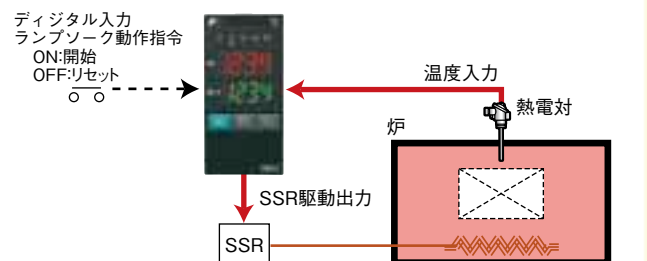 ディジタル入力
ランプソーク動作指令
ON:開始
OFF:リセット
温度入力
熱電対
炉
SSR駆動出力
SSR